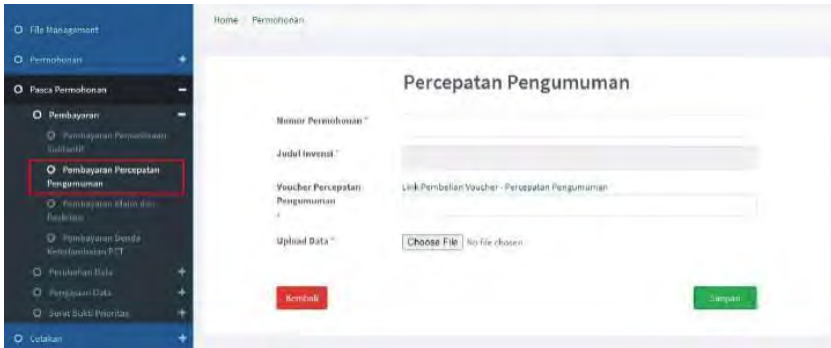 Home / Permohonan
File Management
Permohonan
Pasca Permohonan
Pembayaran
Pembayaran Pemeriksaan
Substantif
Pembayaran Percepatan
Pengumuman
Pembayaran Klaim dan
Pembayaran Denda
Keterlambatan PCT
Perubahan Data
Pengajuan Data
Surat Bukti Prioritas
Cetakan
Percepatan Pengumuman
Nomor Permohonan *
Judul Invensi *
Voucher Percepatan
Pengumuman
*
Link Pembelian Voucher - Percepatan Pengumuman
Upload Data *
Choose File No file chosen
Kembali
Simpan